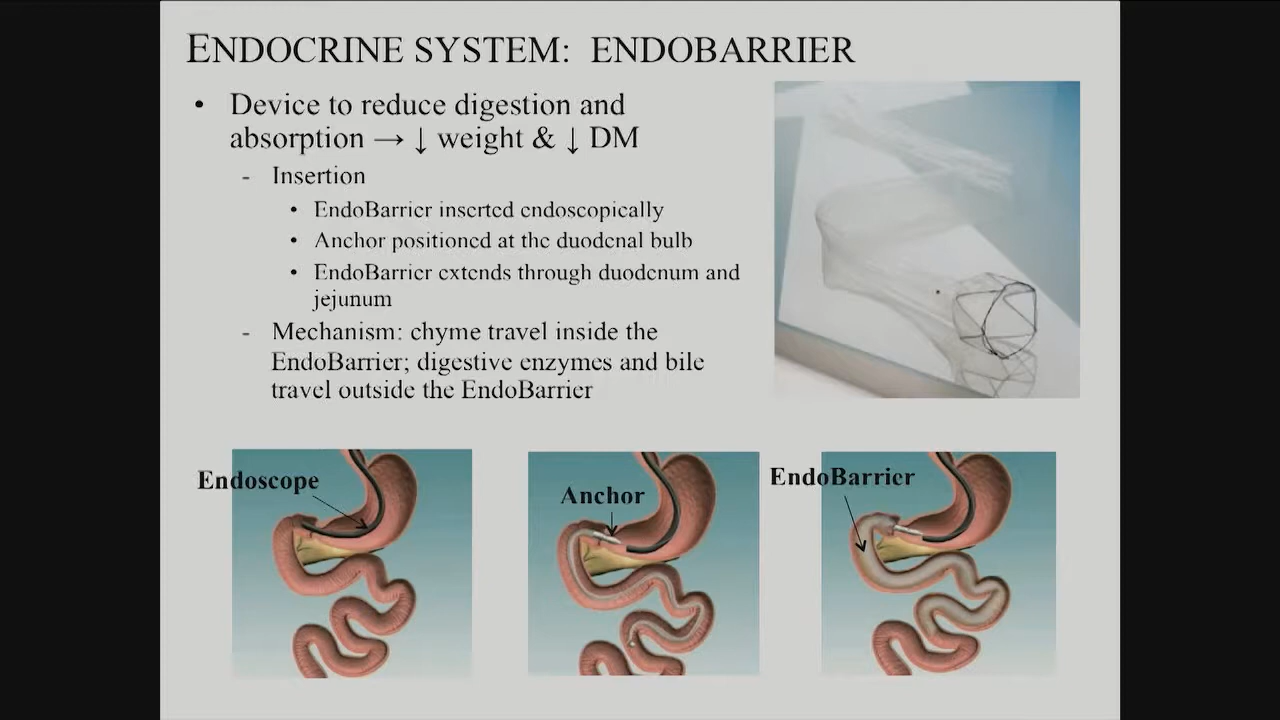 ENDOCRINE SYSTEM: ENDOBARRIER
• Device to reduce digestion and
absorption → ↓ weight & ↓ DM
- Insertion
• EndoBarrier inserted endoscopically
• Anchor positioned at the duodenal bulb
• EndoBarrier extends through duodenum and
jejunum
- Mechanism: chyme travel inside the
EndoBarrier; digestive enzymes and bile
travel outside the EndoBarrier
Endoscope
Anchor
EndoBarrier